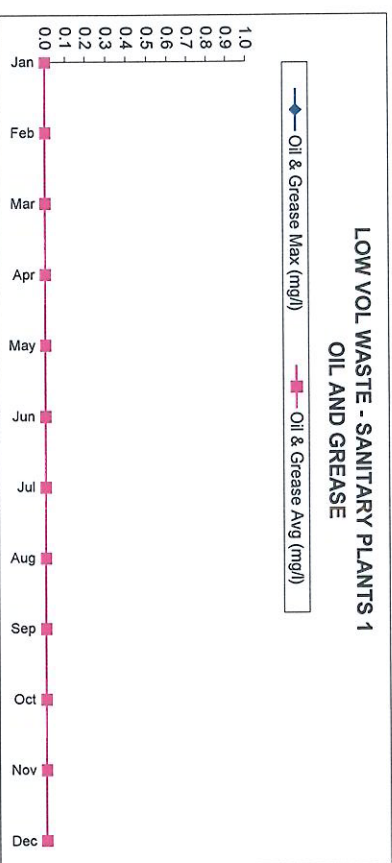 LOW VOL WASTE - SANITARY PLANTS 1
OIL AND GREASE
Oil & Grease Max (mg/l) Oil & Grease Avg (mg/l)
1.0
0.9
0.8
0.7
0.6
0.5
0.4
0.3
0.2
0.1
0.0
Jan Feb Mar Apr May Jun Jul Aug Sep Oct Nov Dec